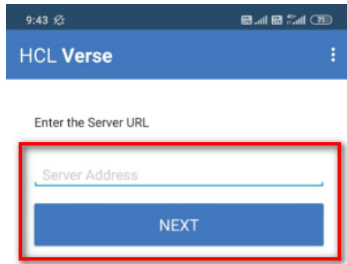 9:43
HCL Verse
Enter the Server URL
Server Address
NEXT